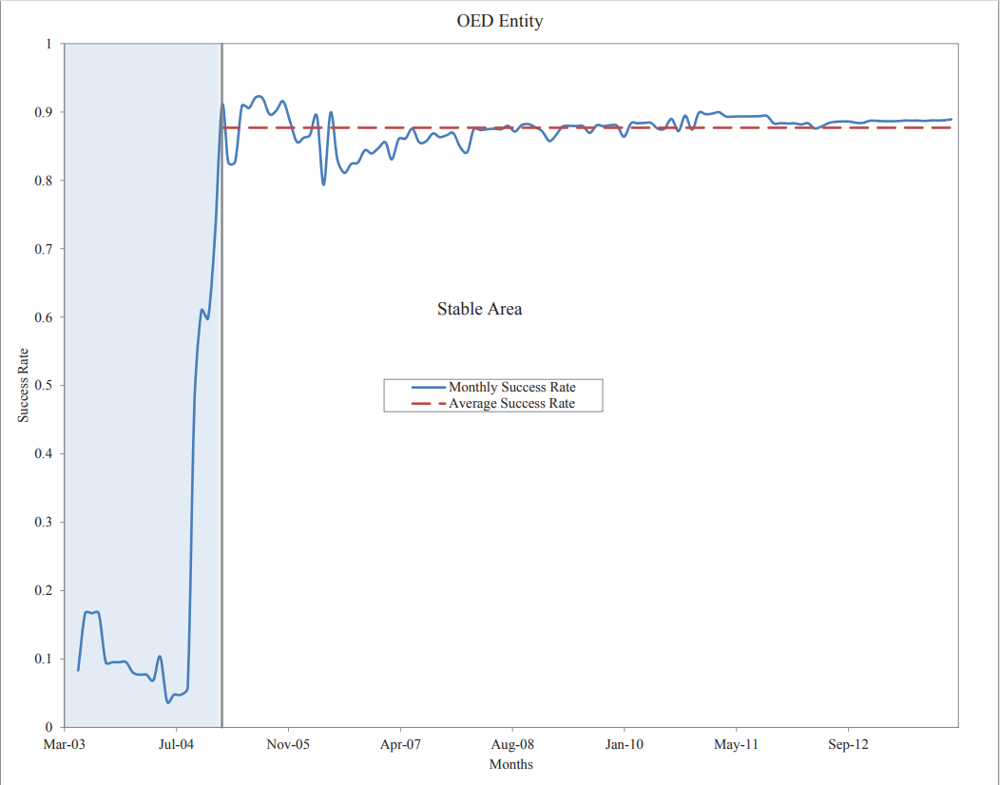 OED Entity
1
0.9
0.8
0.7
0.6
0.5
0.4
0.3
0.2
0.1
0
Success Rate
Stable Area
Monthly Success Rate
Average Success Rate
Mar-03 Jul-04 Nov-05 Apr-07 Aug-08 Jan-10 May-11 Sep-12
Months